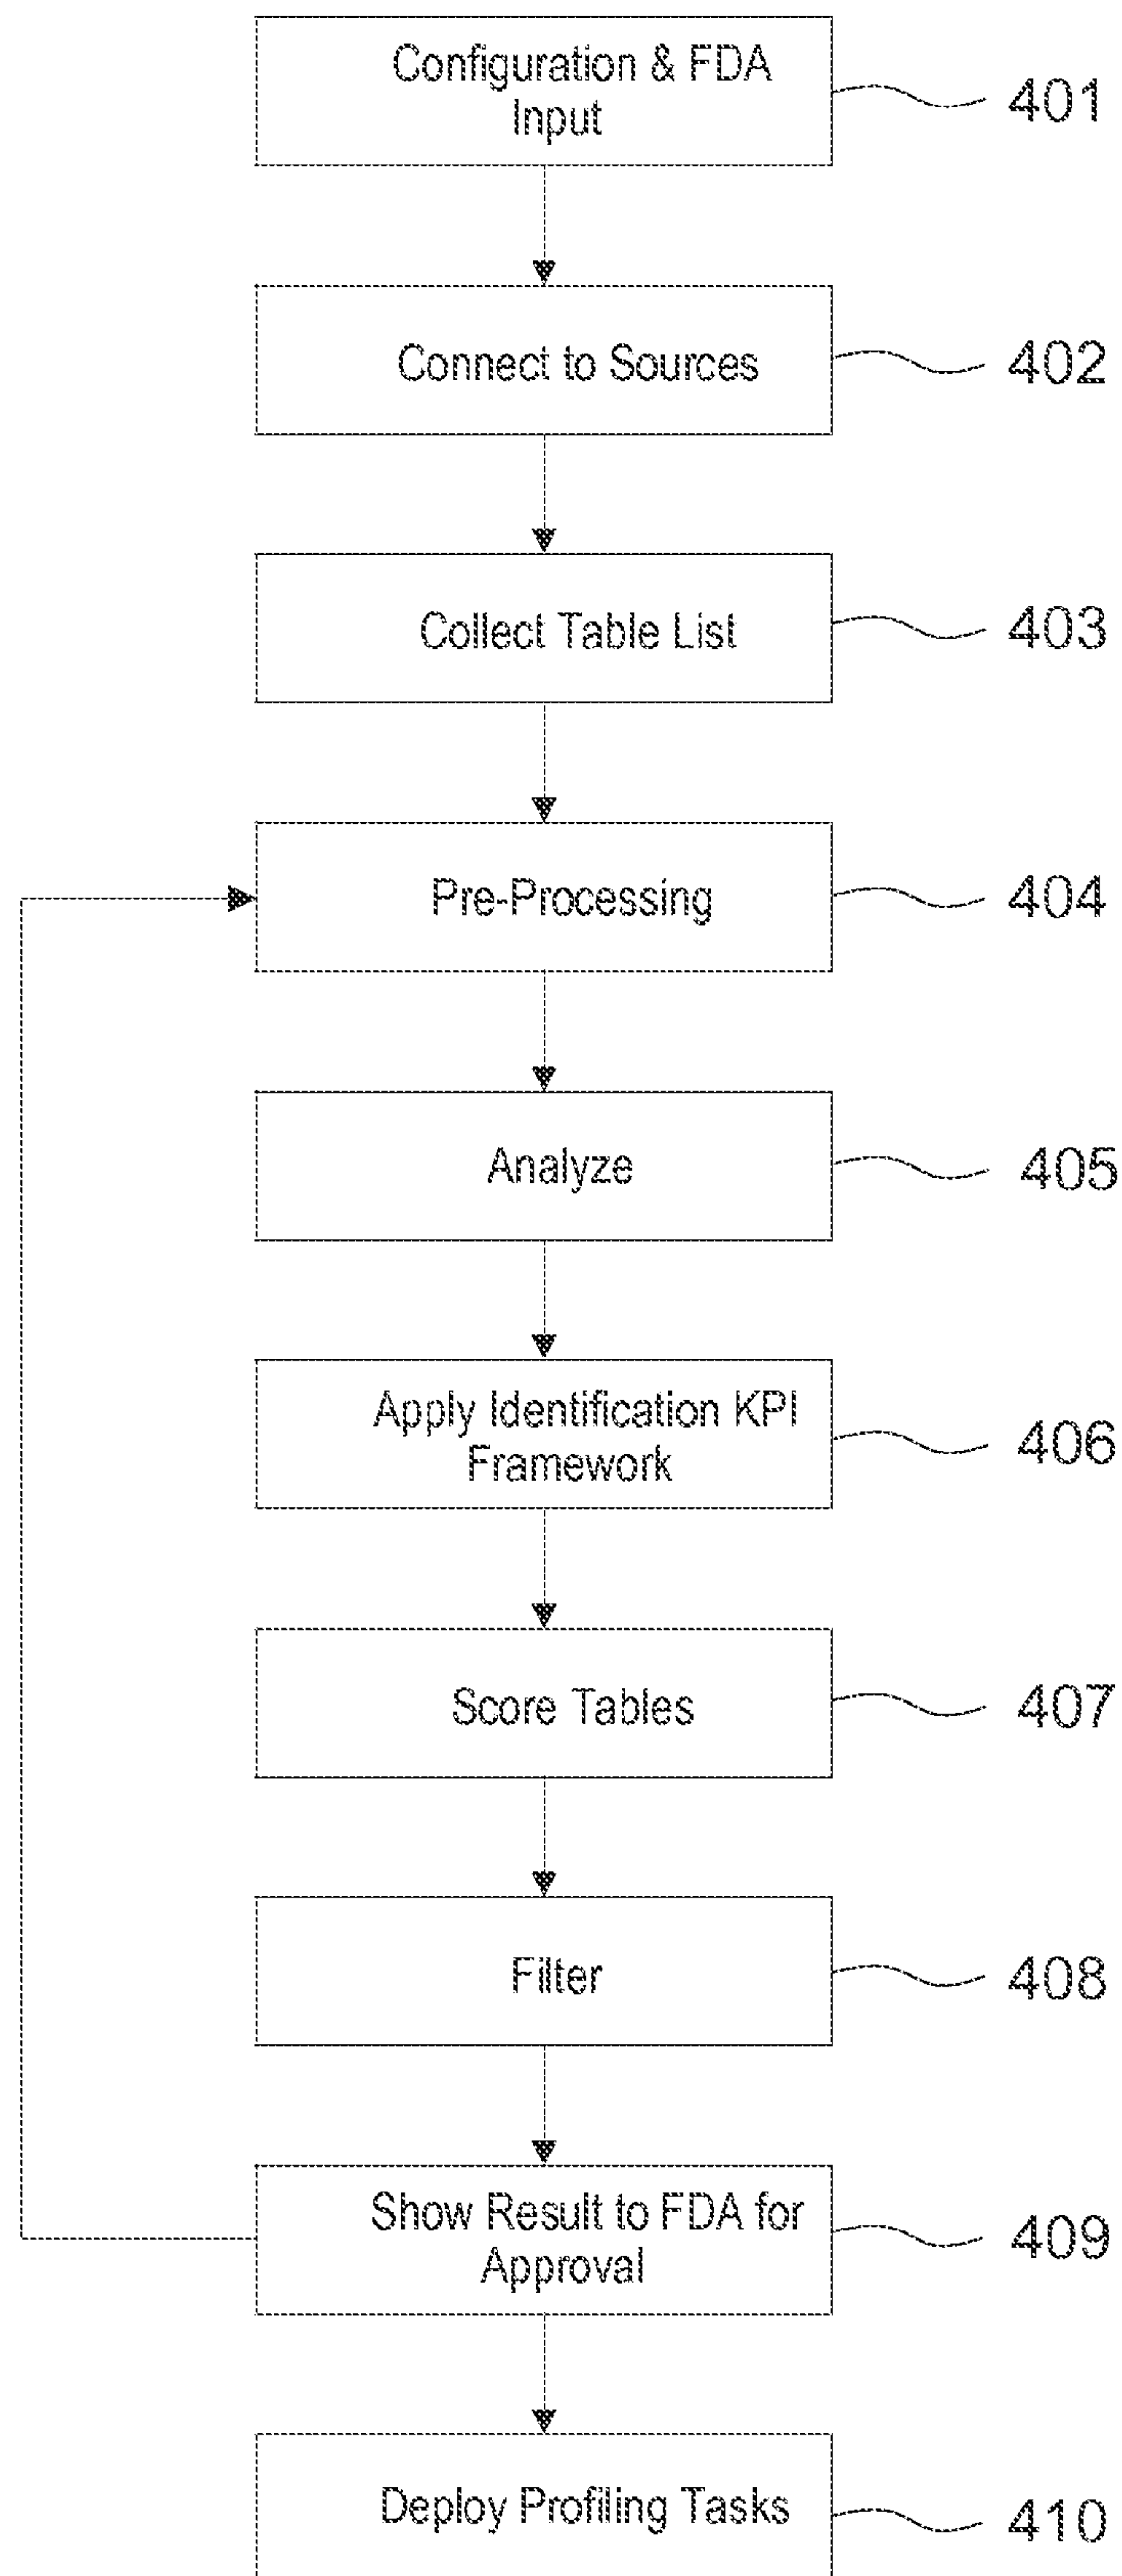 Configuration & FDA
Input
401
Connect to Sources
402
Collect Table List
403
Pre-Processing
404
Analyze
405
Apply Identification KPI
Framework
406
Score Tables
407
Filter
408
Show Result to FDA for
Approval
409
Deploy Profiling Tasks
410